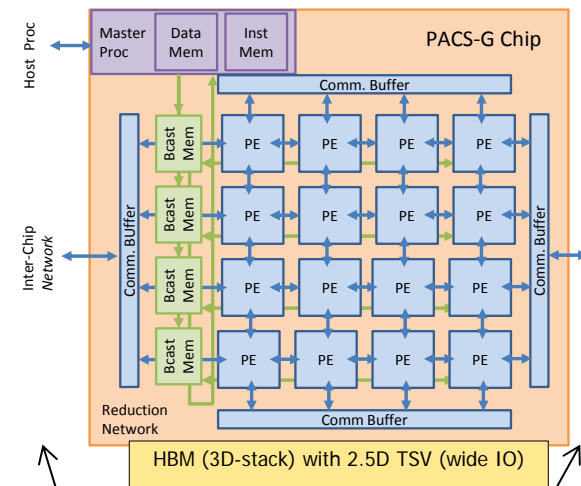 Host Proc
Master
Proc
Data
Mem
Inst
Mem
PACS-G Chip
Comm. Buffer
Bcast
Mem
PE
PE
PE
PE
Bcast
Mem
PE
PE
PE
PE
Inter-Chip
Network
Comm. BUffer
Comm. Buffer
Bcast
Mem
PE
PE
PE
PE
Bcast
Mem
PE
PE
PE
PE
Reduction
Network
Comm Buffer
HBM (3D-stack) with 2.5D TSV (wide IO)